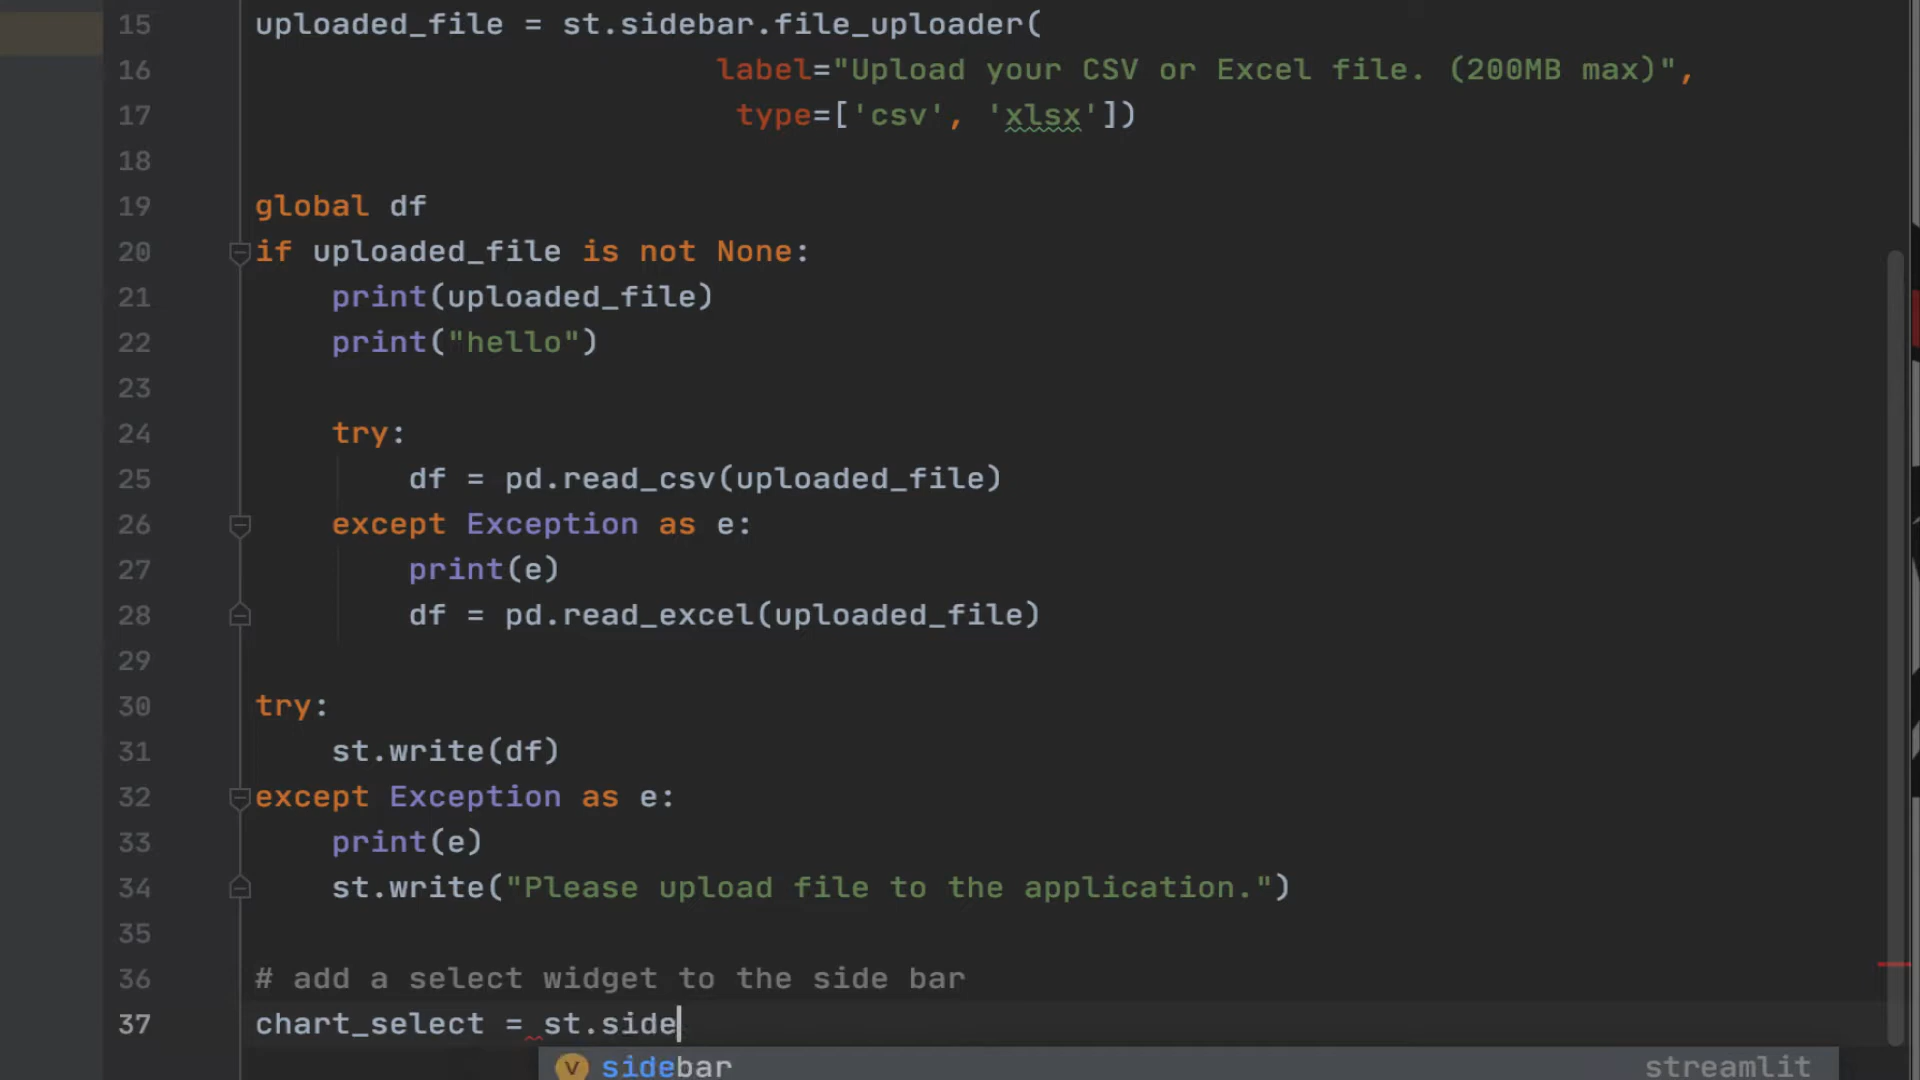 15 uploaded_file = st.sidebar.file_uploader(
16 label="Upload your CSV or Excel file. (200MB max)",
17 type=['csv', 'xlsx'])
18
19 global df
20 if uploaded_file is not None:
21 print(uploaded_file)
22 print("hello")
23
24 try:
25 df = pd.read_csv(uploaded_file)
26 except Exception as e:
27 print(e)
28 df = pd.read_excel(uploaded_file)
29
30 try:
31 st.write(df)
32 except Exception as e:
33 print(e)
34 st.write("Please upload file to the application.")
35
36 # add a select widget to the side bar
37 chart_select = st.side
V sidebar streamlit